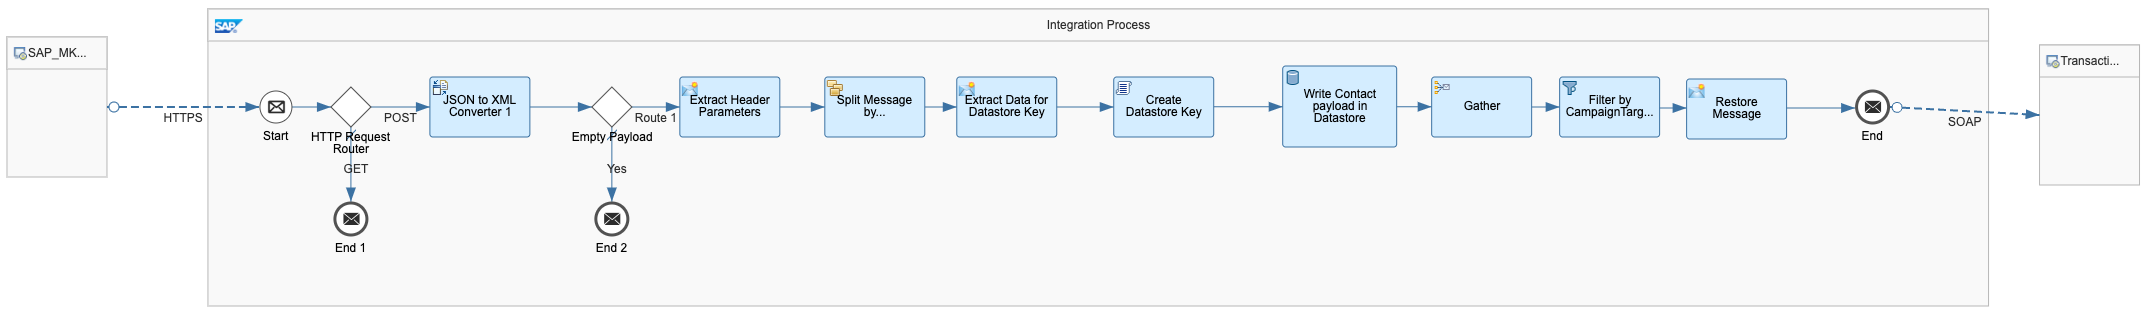 Integration Process
SAP
SAP_MK...
HTTPS
Start
HTTP Request
Router
POST
GET
End 1
JSON to XML
Converter 1
Empty Payload
Route 1
Yes
End 2
Extract Header
Parameters
Split Message
by...
Extract Data for
Datastore Key
Create
Datastore Key
Write Contact
payload in
Datastore
Gather
Filter by
CampaignTarg...
Restore
Message
End
SOAP
Transacti...